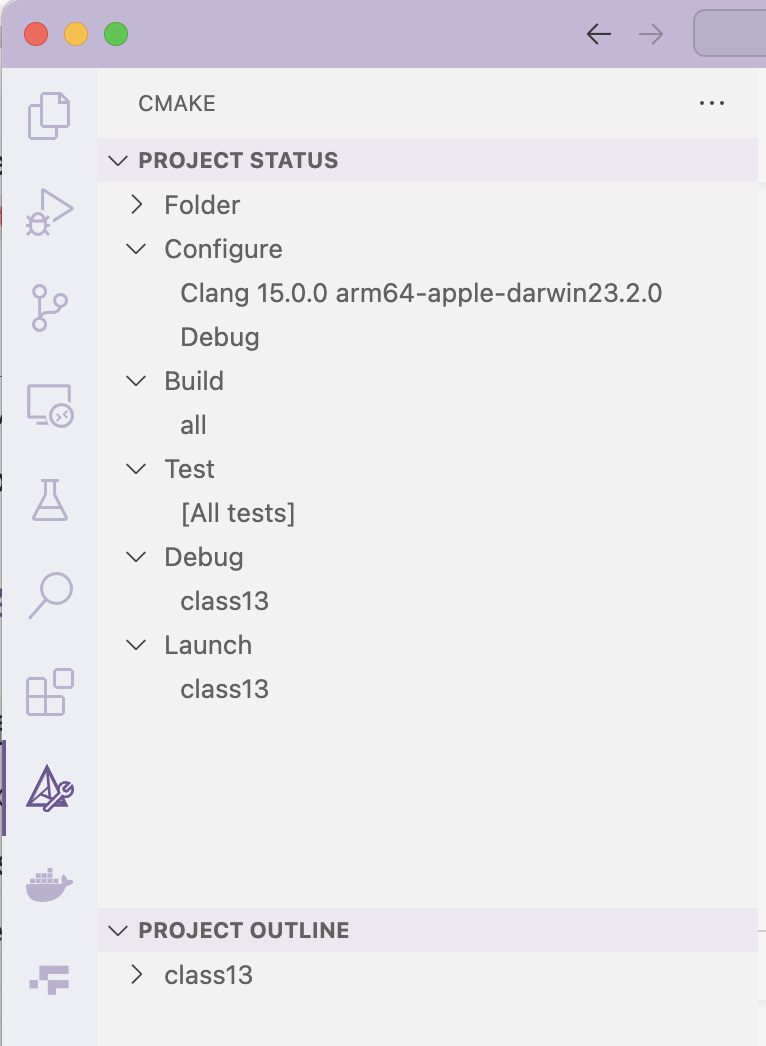 CMAKE
PROJECT STATUS
Folder
Configure
Clang 15.0.0 arm64-apple-darwin23.2.0
Debug
Build
all
Test
[All tests]
Debug
class13
Launch
class13
PROJECT OUTLINE
class13